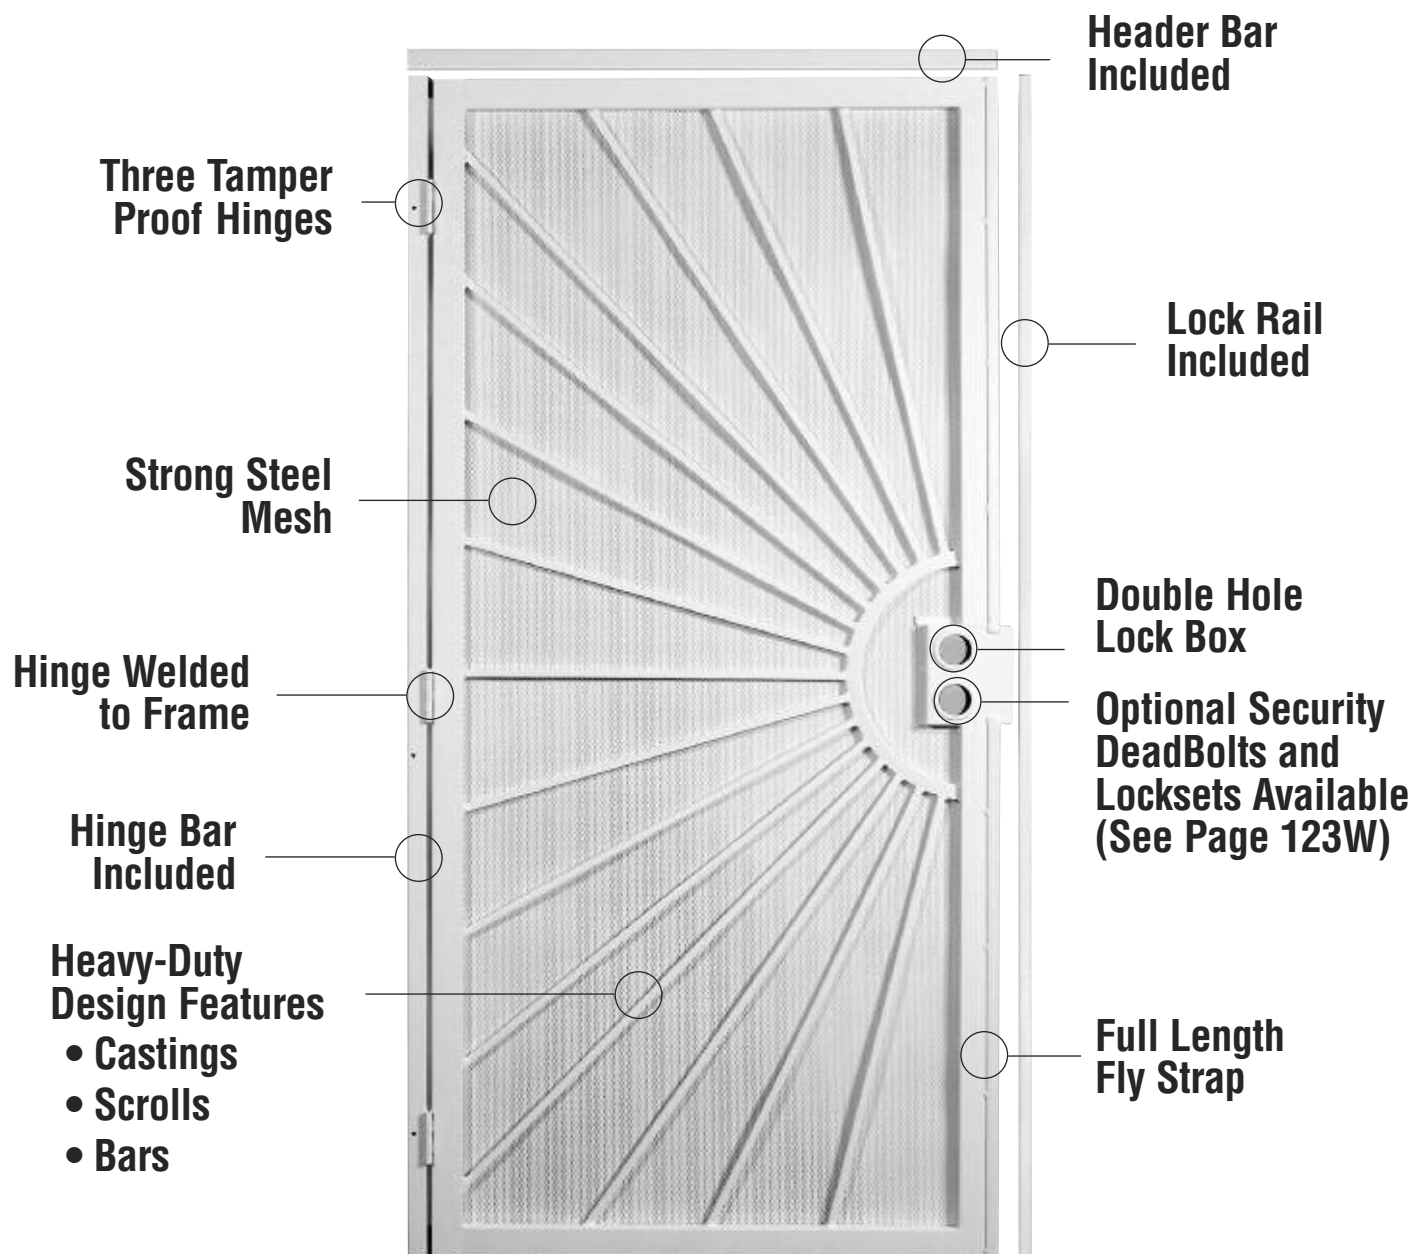 Header Bar
Included
Three Tamper
Proof Hinges
Lock Rail
Included
Strong Steel
Mesh
Double Hole
Lock Box
Hinge Welded
to Frame
Optional Security
DeadBolts and
Locksets Available
(See Page 123W)
Hinge Bar
Included
Heavy-Duty
Design Features
• Castings
• Scrolls
• Bars
Full Length
Fly Strap